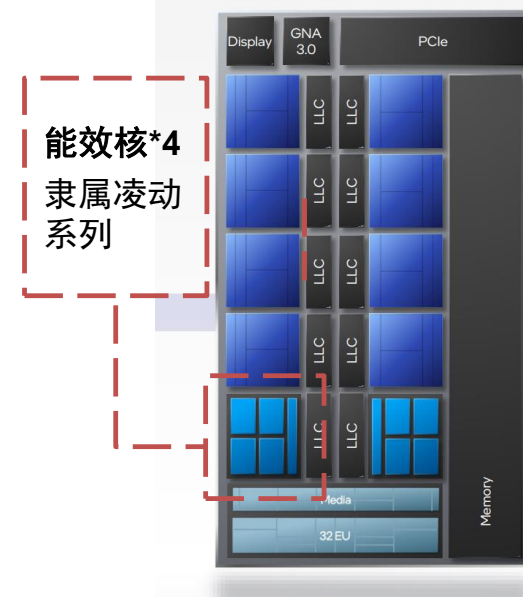 Display
GNA
3.0
PCIe
能效核*4
隶属凌动
系列
LLC
LLC
LLC
LLC
LLC
LLC
LLC
LLC
LLC
LLC
Memory
Media
32 EU